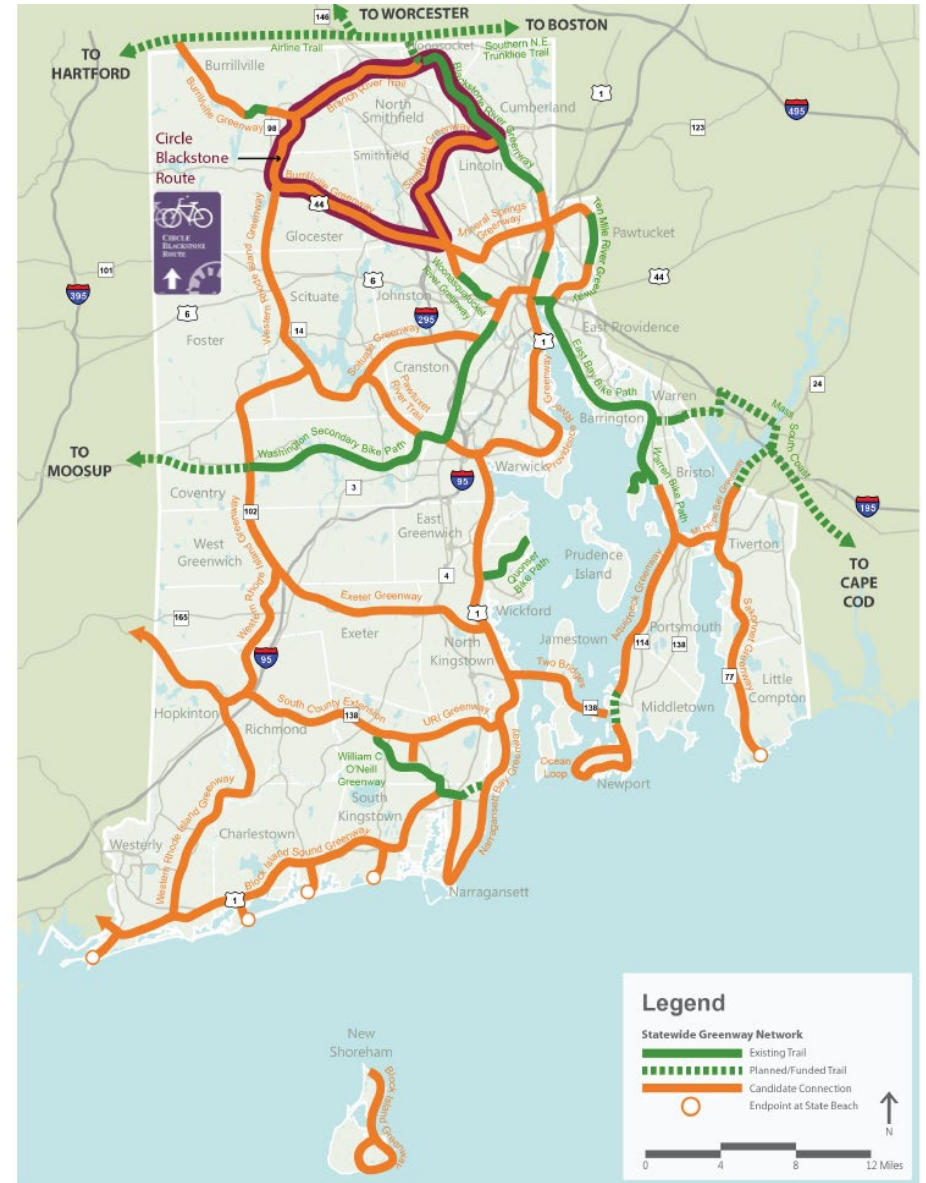 146
TO WORCESTER
TO BOSTON
TO
HARTFORD
Airline Trail
Woonsocket
Southern N.E
Trunkline Trail
Burrillville
1
495
Burrillville Greenway
98
Branch River Trail
North
Smithfield
Blackstone River Greenway
Cumberland
123
Circle
Blackstone
Route
Smithfield
Smithfield Greenway
Lincoln
Burrillville Greenway
44
CIRCLE
BLACKSTONE
ROUTE
Glocester
Mineral Springs
Greenway
Ten Mile River Greenway
Pawtucket
101
395
6
Western Rhode Island Greenway
Scituate
6
Johnston
Woonasquatucket
River Greenway
44
295
Foster
14
Scituate Greenway
East Providence
1
Cranston
Pawtuxet
River Trail
East Bay Bike Path
24
Warren
Barrington
Mass
South Coast
Providence River Greenway
TO
MOOSUP
Washington Secondary Bike Path
Warwick
95
Warren Bike Path
Bristol
3
Mt Hope Bay Greenway
195
Coventry
102
East
Greenwich
West
Greenwich
Quonset
Bike Path
Prudence
Island
Tiverton
TO
CAPE
COD
4
Western Rhode Island Greenway
Exeter Greenway
1
Wickford
Aquidneck Greenway
165
Exeter
Jamestown
Portsmouth
114
138
Sakonnet Greenway
95
North
Kingstown
Two Bridges
77
Little
Compton
Hopkinton
South County Extension
138
URI Greenway
138
Middletown
Richmond
William C
O'Neill
Greenway
Narragansett Bay Greenway
Ocean
Loop
Newport
South
Kingstown
Western Rhode Island Greenway
Charlestown
Westerly
Block Island Sound Greenway
1
Narragansett
New
Shoreham
Block Island Greenway
Legend
Statewide Greenway Network
Existing Trail
Planned/Funded Trail
Candidate Connection
Endpoint at State Beach
N
0 4 8 12 Miles